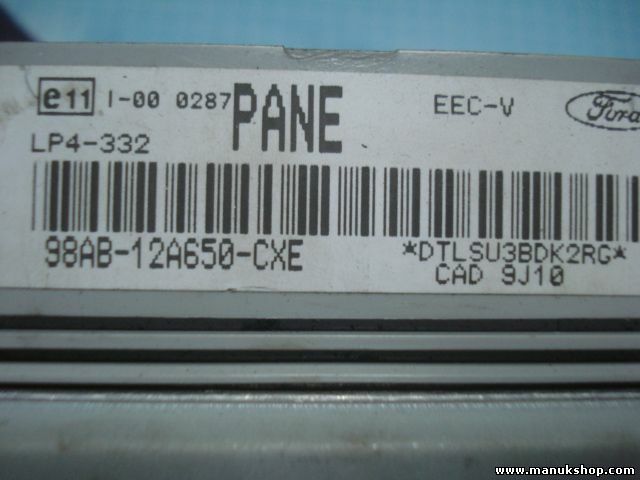 e11 I-00 0287 PANE EEC-V Ford
LP4-332
98AB-12A650-CXE *DTLSU3BDK2RG*
CAD 9J10
www.manukshop.com